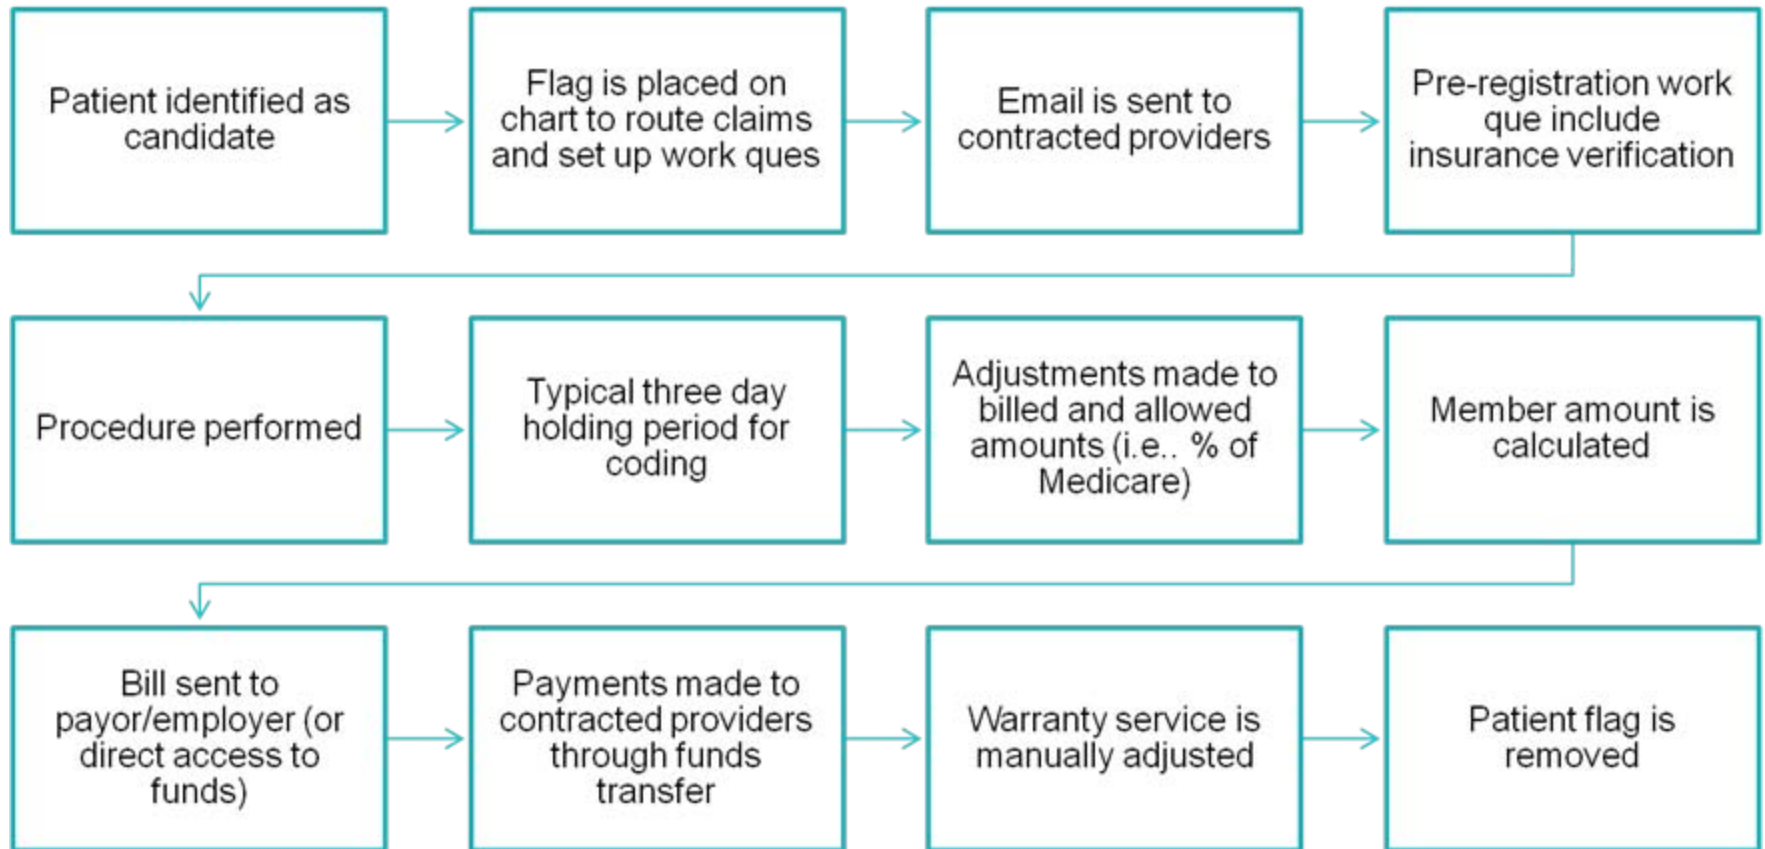 Patient identified as
candidate
Flag is placed on
chart to route claims
and set up work ques
Email is sent to
contracted providers
Pre-registration work
que include
insurance verification
Procedure performed
Typical three day
holding period for
coding
Adjustments made to
billed and allowed
amounts (i.e.. % of
Medicare)
Member amount is
calculated
Bill sent to
payor/employer (or
direct access to
funds)
Payments made to
contracted providers
through funds
transfer
Warranty service is
manually adjusted
Patient flag is
removed